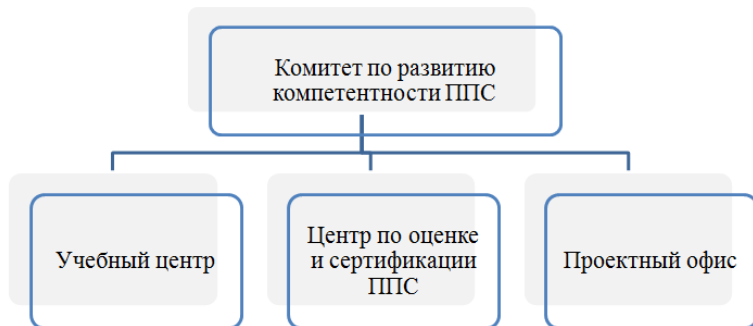 Комитет по развитию
компетентности ППС
Учебный центр
Центр по оценке
и сертификации
ППС
Проектный офис